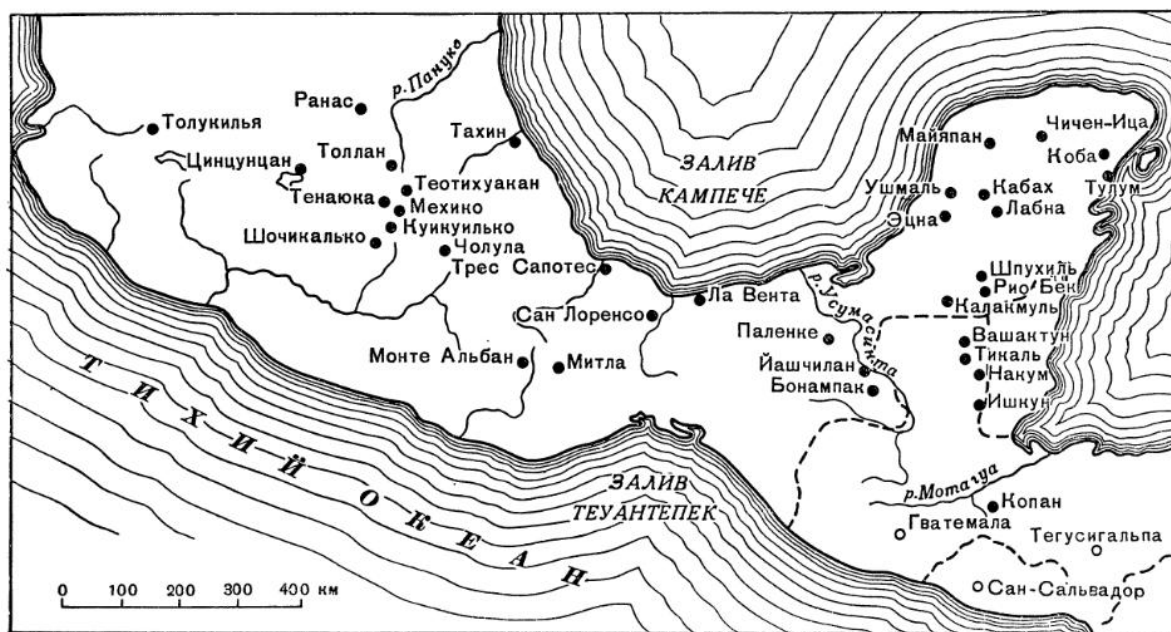 р. Пануко
Ранас
Толукилья
Тахин
Чичен-Ица
Майяпан
Коба
Толлан
Цинцунцан
ЗАЛИВ
КАМПЕЧЕ
Теотихуакан
Тулум
Ушмаль
Кабах
Тенаюка
Мехико
Лабна
Эцна
Куикуилько
Шочикалько
Чолула
Трес Сапотес
Шпухиль
р. Усумасинта
Рио Бек
Ла Вента
Калакмуль
Сан Лоренсо
Паленке
Вашактун
Тикаль
Монте Альбан
Митла
Йашчилан
Накум
Бонампак
Ишкун
ТИХИЙ ОКЕАН
ЗАЛИВ
ТЕУАНТЕПЕК
р. Мотагуа
Копан
Гватемала
Тегусигальпа
Сан-Сальвадор
0 100 200 300 400 км